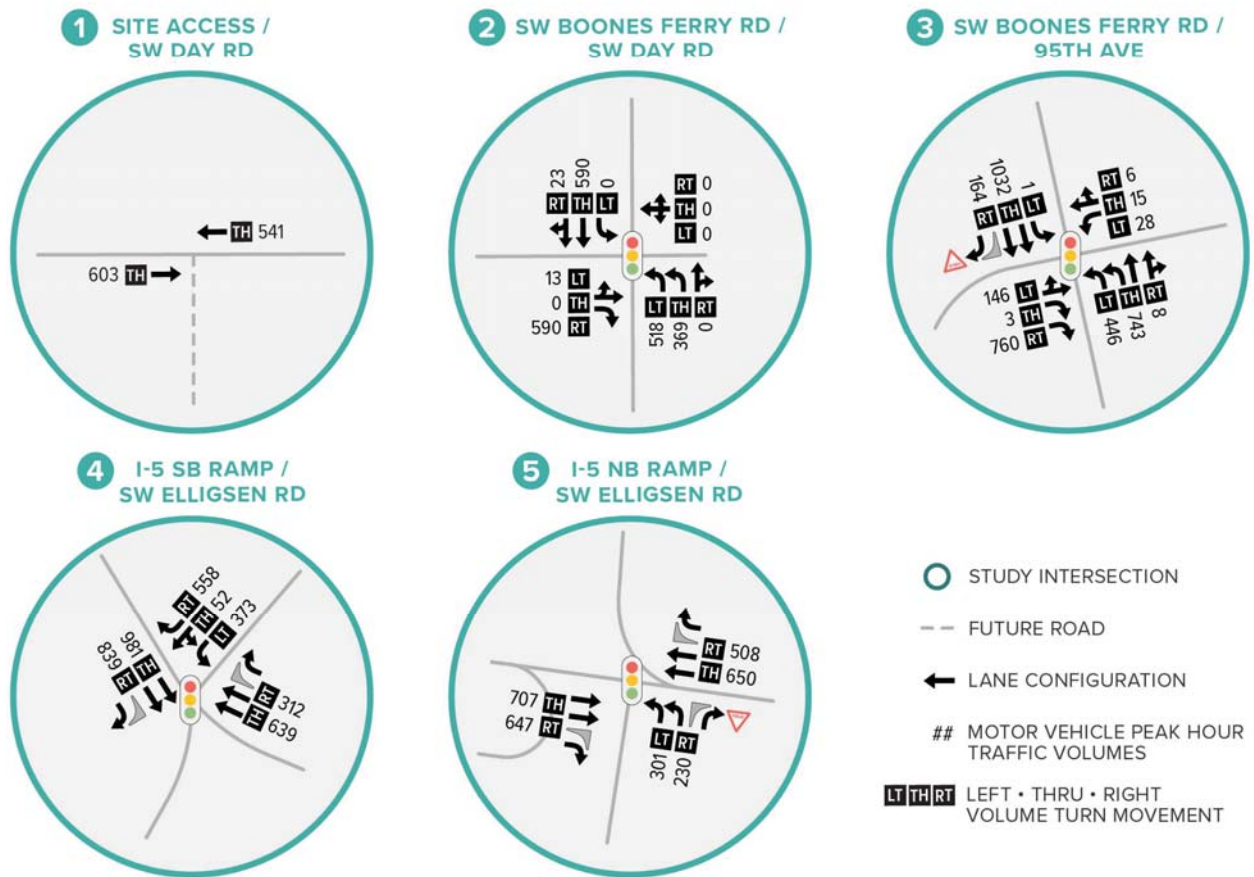 1 SITE ACCESS /
SW DAY RD
TH 541
603 TH
2 SW BOONES FERRY RD /
SW DAY RD
23 590 0
RT TH LT
RT 0
TH 0
LT 0
13 LT
0 TH
590 RT
LT TH RT
518 369 0
3 SW BOONES FERRY RD /
95TH AVE
164 1032 1
RT TH LT
RT 6
TH 15
LT 28
146 LT
3 TH
760 RT
LT TH RT
446 743 8
4 I-5 SB RAMP /
SW ELLIGSEN RD
RT 558
TH 52
LT 373
839 981
RT TH
RT 312
TH 639
5 I-5 NB RAMP /
SW ELLIGSEN RD
RT 508
TH 650
707 TH
647 RT
LT RT
301 230
STUDY INTERSECTION
FUTURE ROAD
LANE CONFIGURATION
## MOTOR VEHICLE PEAK HOUR
TRAFFIC VOLUMES
LT TH RT LEFT • THRU • RIGHT
VOLUME TURN MOVEMENT